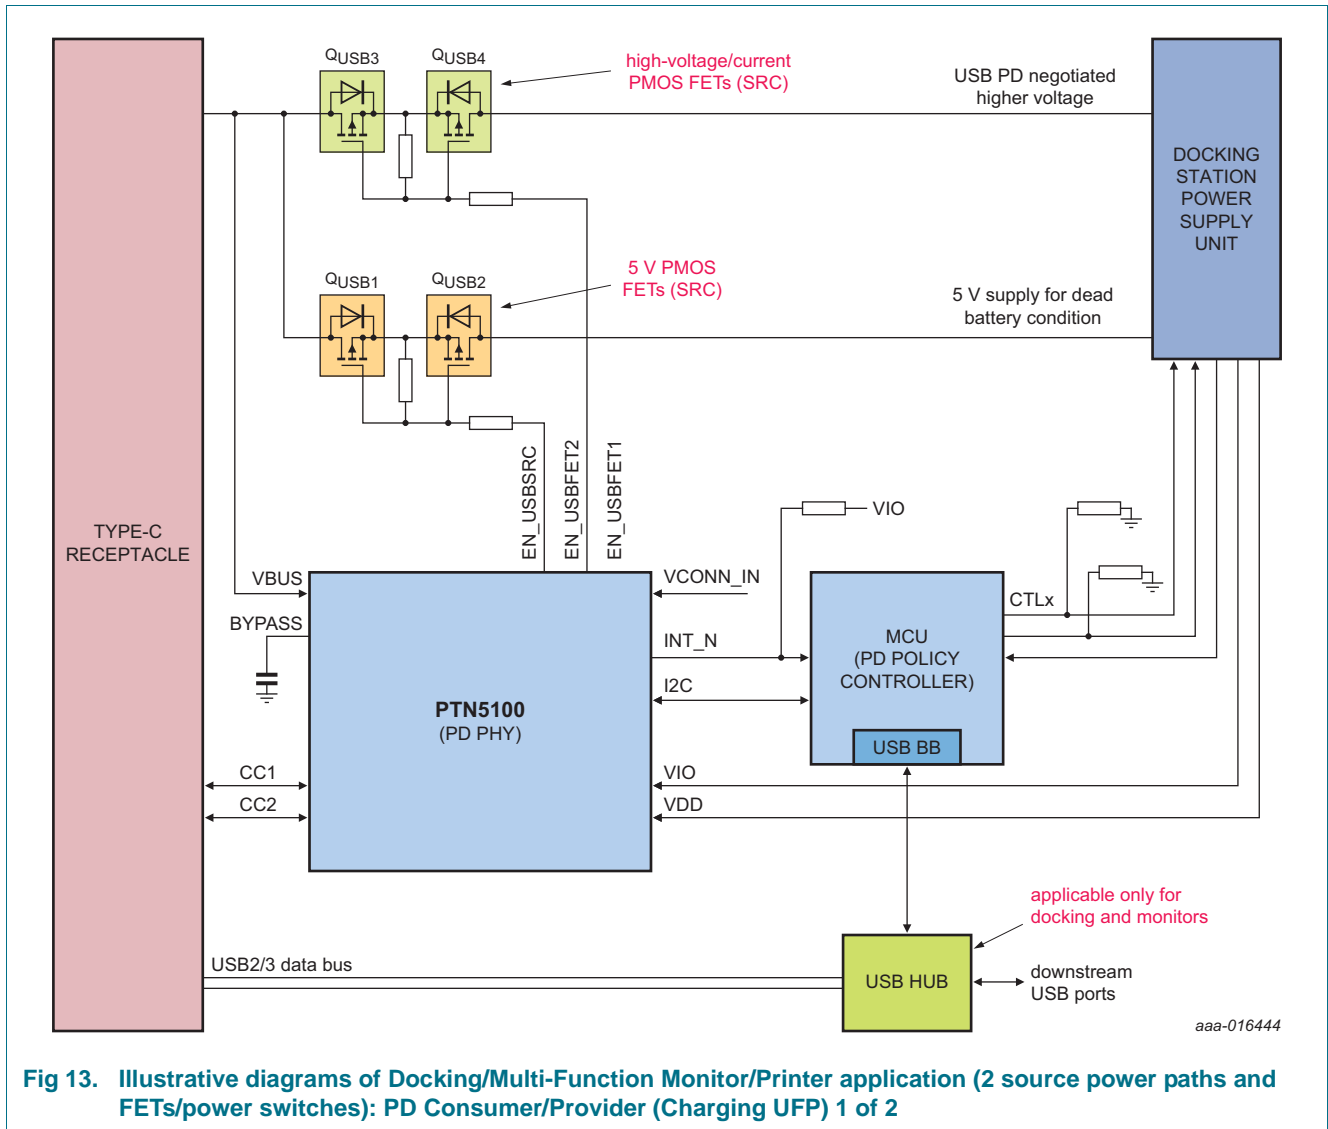 QUSB3
QUSB4
high-voltage/current
PMOS FETs (SRC)
USB PD negotiated
higher voltage
DOCKING
STATION
POWER
SUPPLY
UNIT
QUSB1
QUSB2
5 V PMOS
FETs (SRC)
5 V supply for dead
battery condition
EN_USBSRC
EN_USBFET2
EN_USBFET1
TYPE-C
RECEPTACLE
VIO
VBUS
VCONN_IN
CTLx
BYPASS
INT_N
MCU
(PD POLICY
CONTROLLER)
I2C
PTN5100
(PD PHY)
USB BB
CC1
VIO
CC2
VDD
applicable only for
docking and monitors
USB2/3 data bus
USB HUB
downstream
USB ports
aaa-016444
Fig 13. Illustrative diagrams of Docking/Multi-Function Monitor/Printer application (2 source power paths and
FETs/power switches): PD Consumer/Provider (Charging UFP) 1 of 2